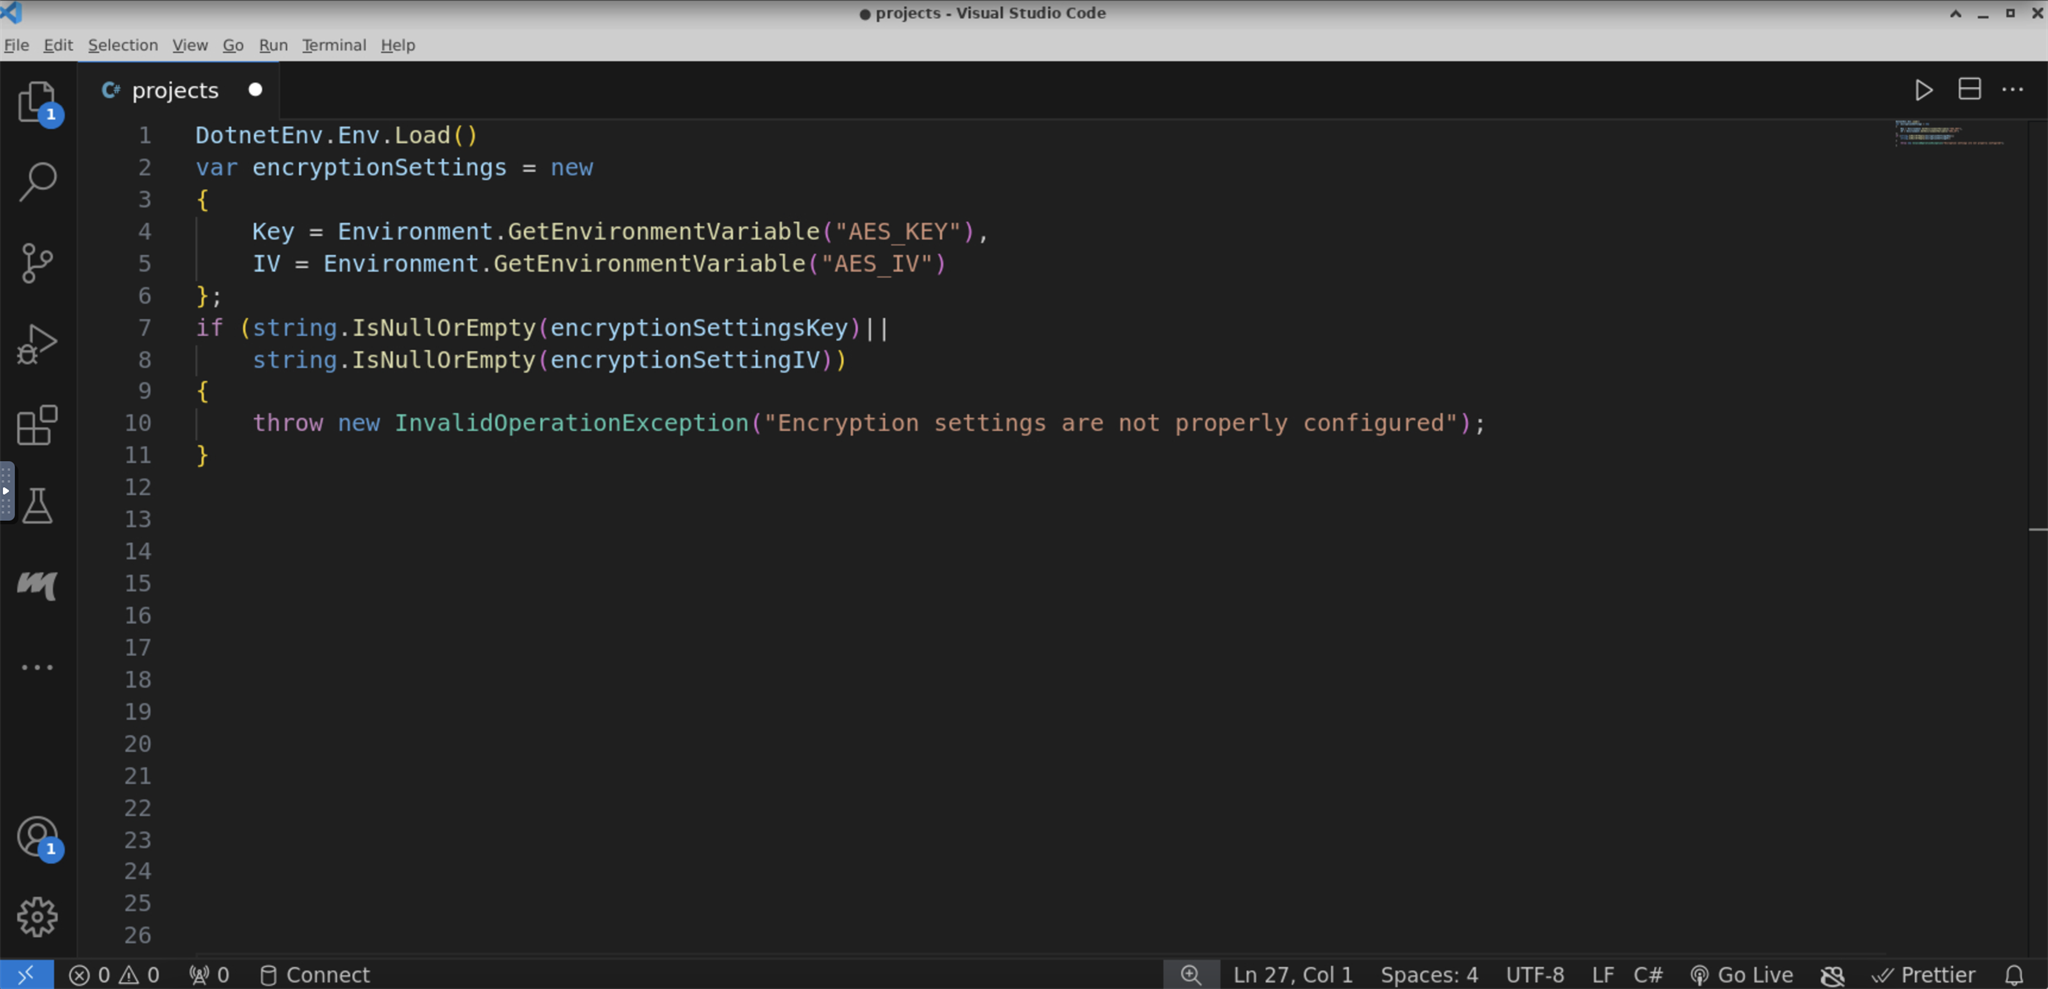 ● projects - Visual Studio Code
File Edit Selection View Go Run Terminal Help
1
C# projects
1 DotnetEnv.Env.Load()
2 var encryptionSettings = new
3 {
4     Key = Environment.GetEnvironmentVariable("AES_KEY"),
5     IV = Environment.GetEnvironmentVariable("AES_IV")
6 };
7 if (string.IsNullOrEmpty(encryptionSettingsKey)||
8     string.IsNullOrEmpty(encryptionSettingIV))
9 {
10     throw new InvalidOperationException("Encryption settings are not properly configured");
11 }
12
13
14
15
16
17
18
19
20
21
22
23
24
25
26
1
0 0 0 Connect Ln 27, Col 1 Spaces: 4 UTF-8 LF C# Go Live Prettier